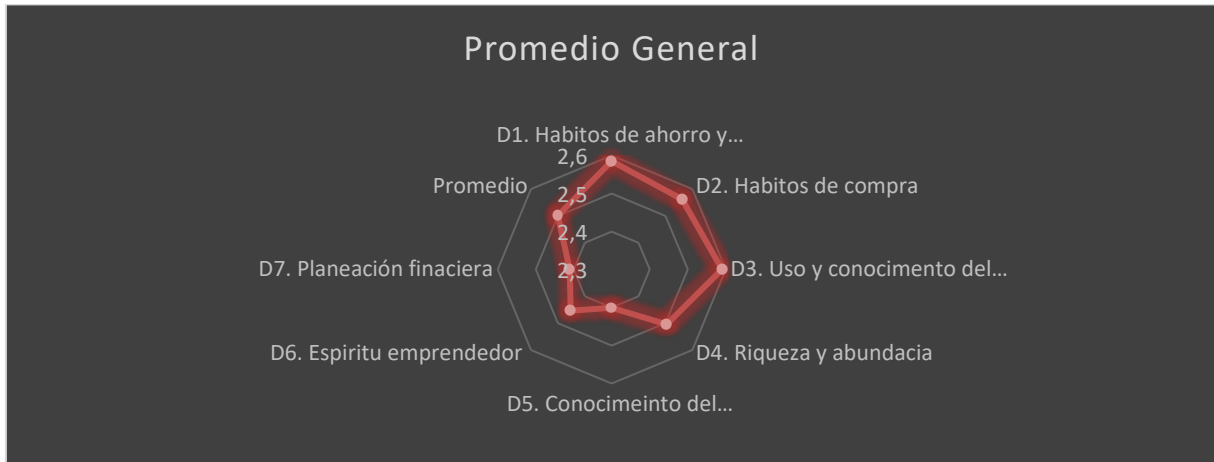 Promedio General
D1. Habitos de ahorro y...
2,6
Promedio
D2. Habitos de compra
2,5
2,4
D7. Planeación finaciera
2,3
D3. Uso y conocimento del...
D6. Espiritu emprendedor
D4. Riqueza y abundacia
D5. Conocimeinto del...